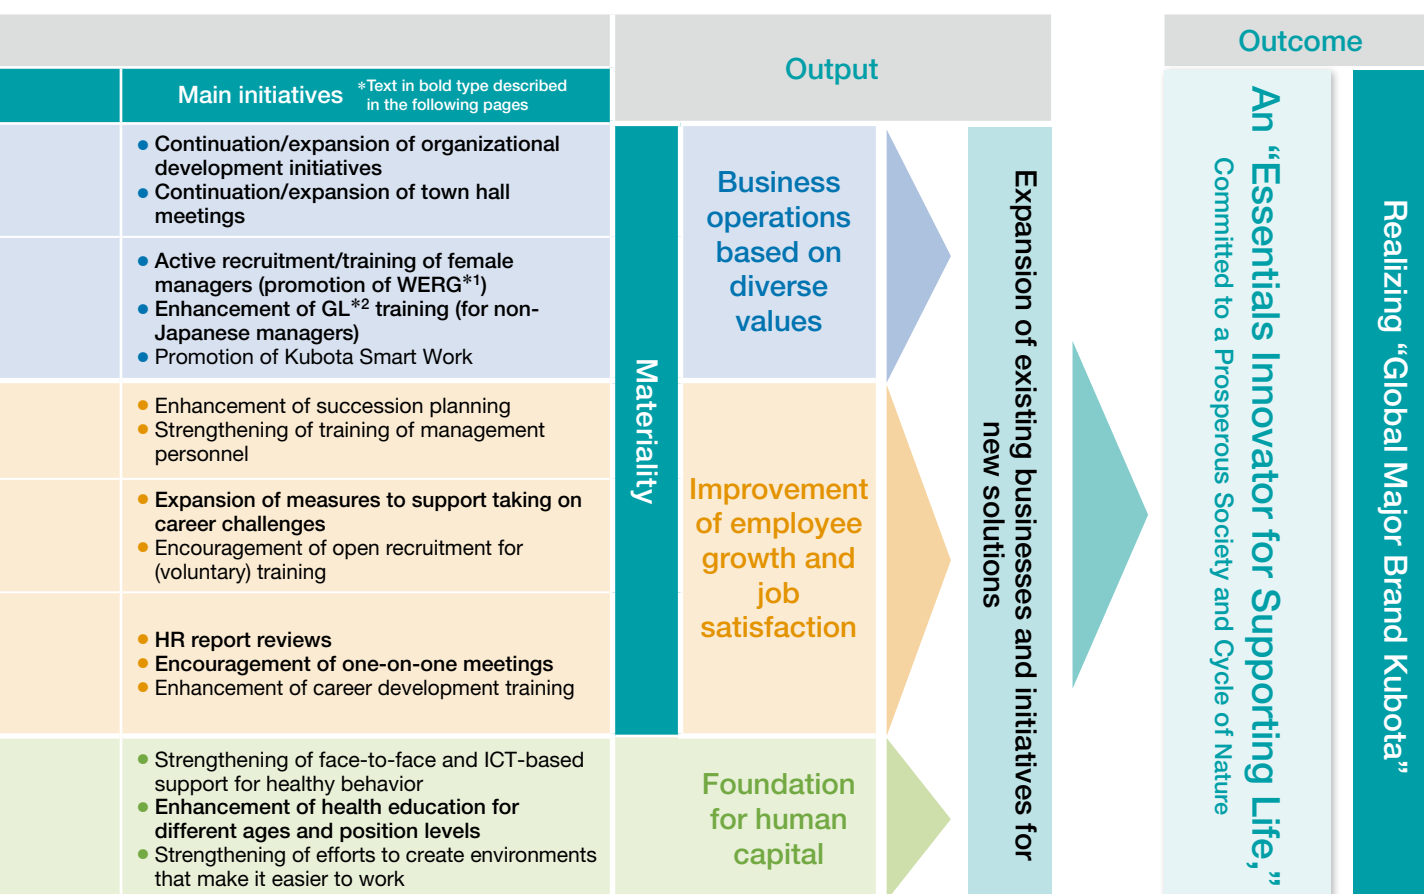 Output
Outcome
Main initiatives *Text in bold type described
in the following pages
● Continuation/expansion of organizational
development initiatives
● Continuation/expansion of town hall
meetings
● Active recruitment/training of female
managers (promotion of WERG*1)
● Enhancement of GL*2 training (for non-
Japanese managers)
● Promotion of Kubota Smart Work
● Enhancement of succession planning
● Strengthening of training of management
personnel
● Expansion of measures to support taking on
career challenges
● Encouragement of open recruitment for
(voluntary) training
● HR report reviews
● Encouragement of one-on-one meetings
● Enhancement of career development training
● Strengthening of face-to-face and ICT-based
support for healthy behavior
● Enhancement of health education for
different ages and position levels
● Strengthening of efforts to create environments
that make it easier to work
Materiality
Business
operations
based on
diverse
values
Improvement
of employee
growth and
job
satisfaction
Foundation
for human
capital
Expansion of existing businesses and initiatives for
new solutions
An “Essentials Innovator for Supporting Life,”
Committed to a Prosperous Society and Cycle of Nature
Realizing “Global Major Brand Kubota”